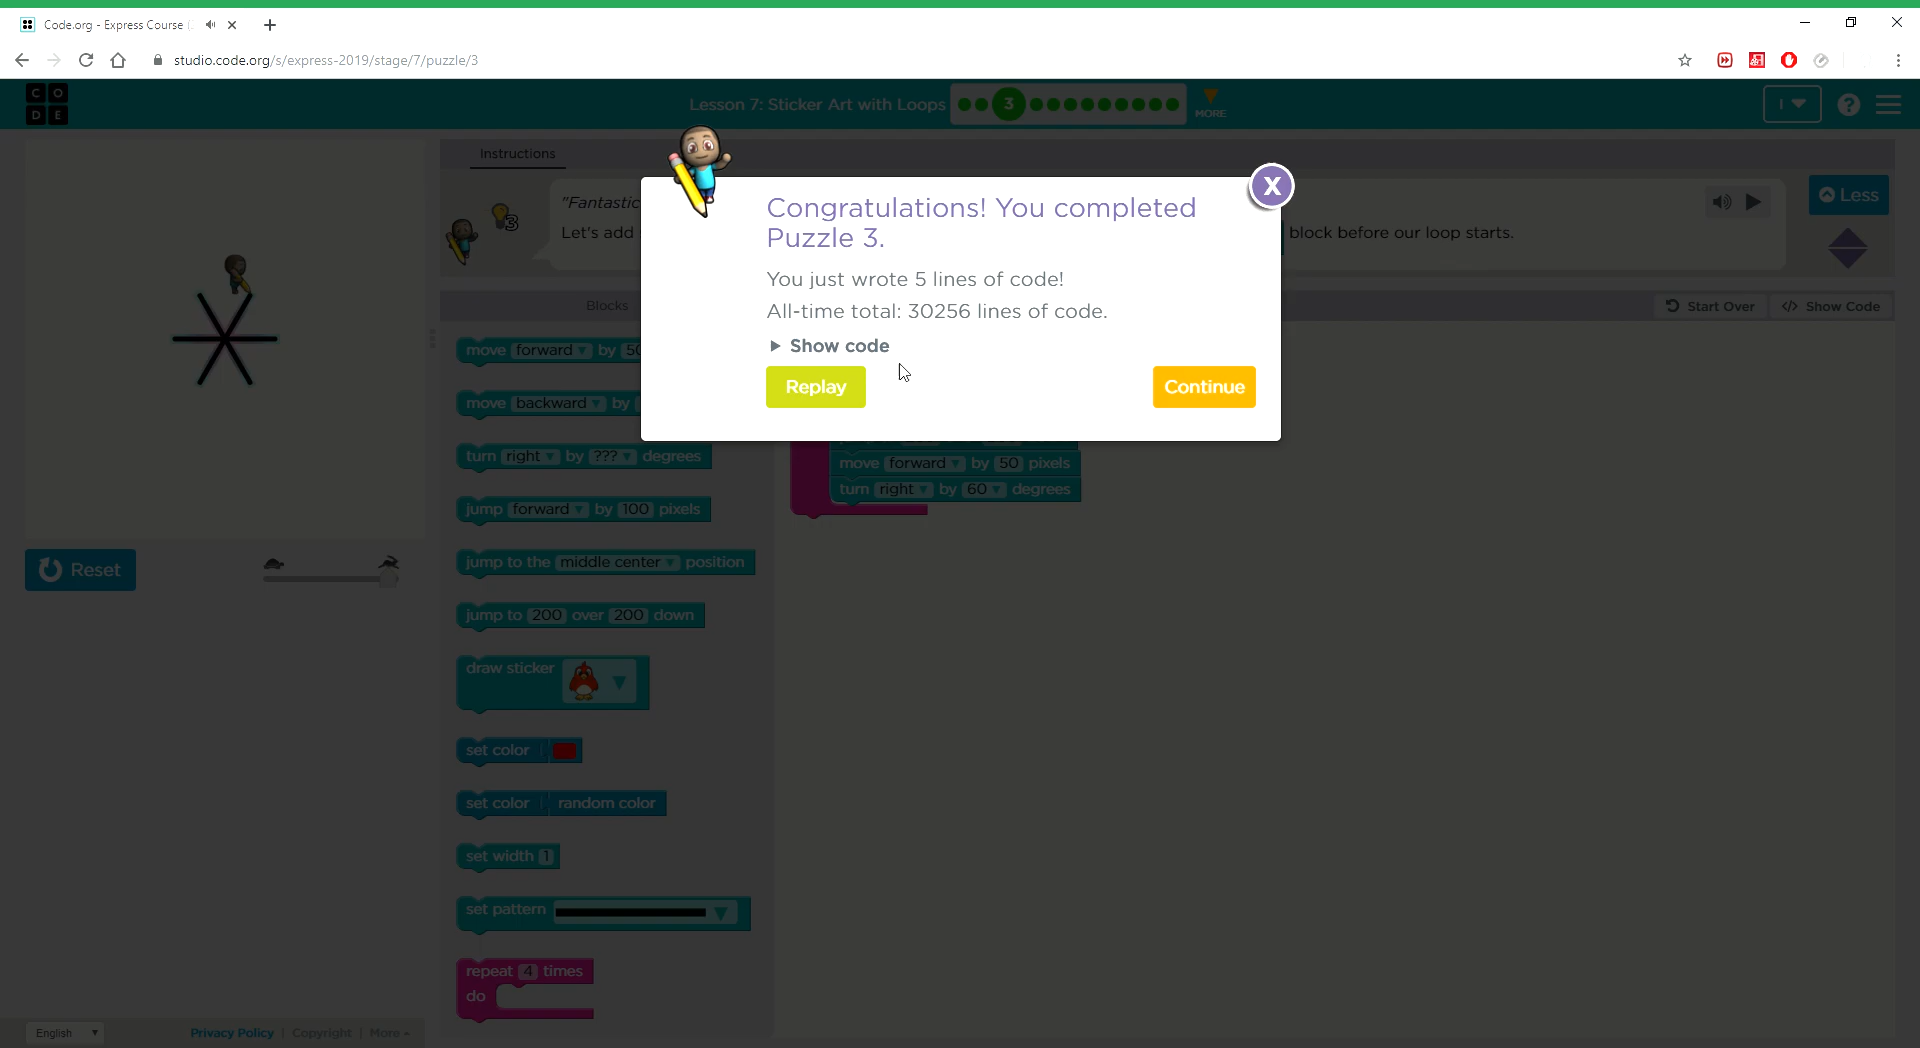 Code.org - Express Course (
studio.code.org/s/express-2019/stage/7/puzzle/3
C O
D E
Lesson 7: Sticker Art with Loops
3
MORE
I
?
Instructions
3
"Fantastic
Let's add
block before our loop starts.
Less
X
Congratulations! You completed
Puzzle 3.
You just wrote 5 lines of code!
All-time total: 30256 lines of code.
Show code
Replay
Continue
Blocks
Start Over
</> Show Code
move forward by 50
move backward by
turn right by ??? degrees
jump forward by 100 pixels
jump to the middle center position
jump to 200 over 200 down
draw sticker
set color
set color random color
set width 1
set pattern
repeat 4 times
do
move forward by 50 pixels
turn right by 60 degrees
Reset
English
Privacy Policy | Copyright | More